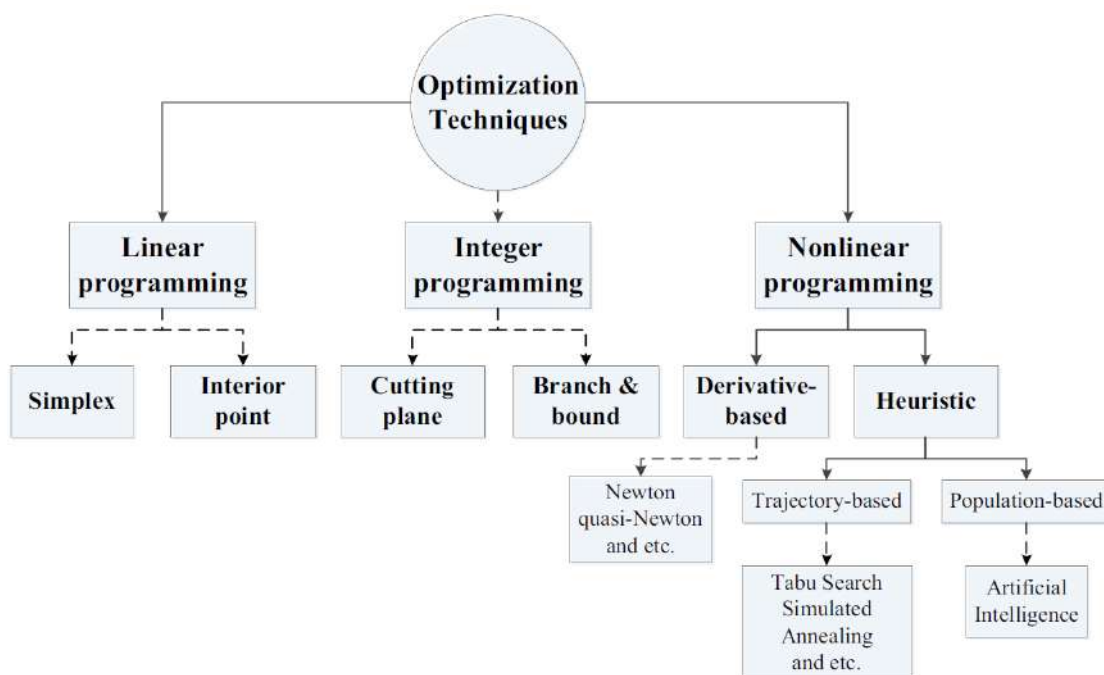 Optimization
Techniques
Linear
programming
Integer
programming
Nonlinear
programming
Simplex
Interior
point
Cutting
plane
Branch &
bound
Derivative-
based
Heuristic
Newton
quasi-Newton
and etc.
Trajectory-based
Population-based
Tabu Search
Simulated
Annealing
and etc.
Artificial
Intelligence